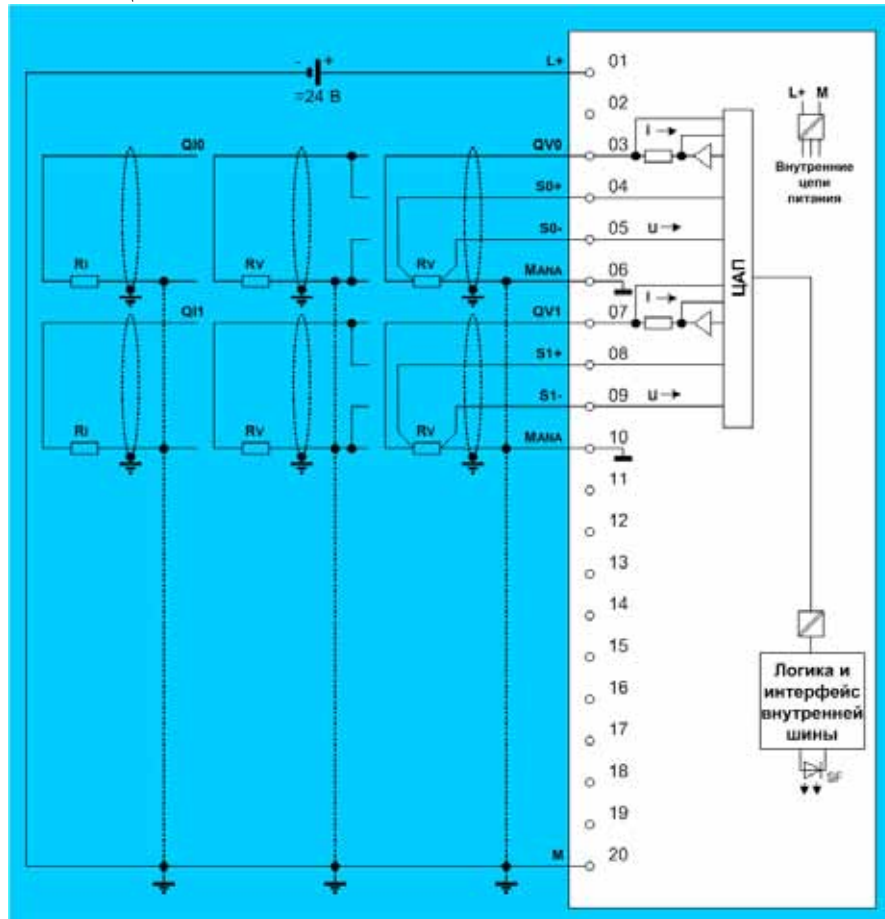 - +
=24 В
L+ 01
02
L+ M
Внутренние
цепи
питания
QI0 QV0 03 I
S0+ 04
S0- 05 U
RI RV RV MANA 06
QI1 QV1 07 I
S1+ 08
S1- 09 U
RI RV RV MANA 10
ЦАП
11
12
13
14
15
16
17
18
19
M 20
Логика и
интерфейс
внутренней
шины
SF